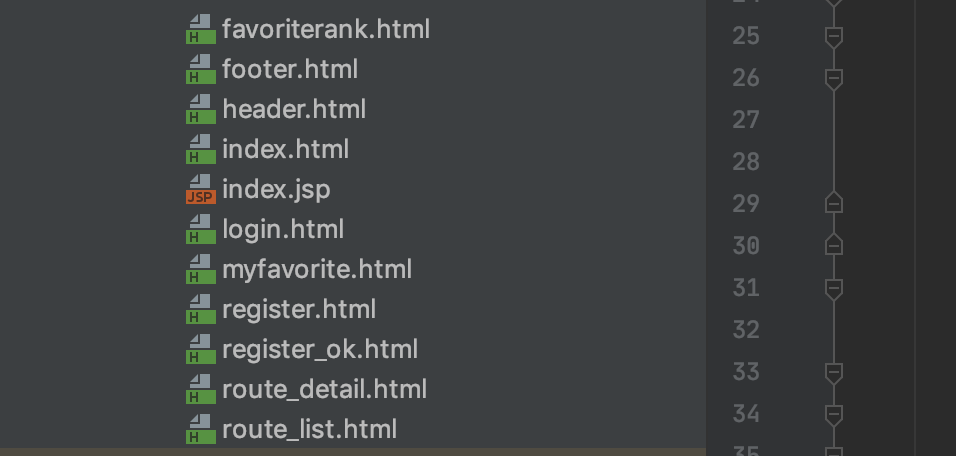 favoriterank.html
footer.html
header.html
index.html
index.jsp
login.html
myfavorite.html
register.html
register_ok.html
route_detail.html
route_list.html
25
26
27
28
29
30
31
32
33
34